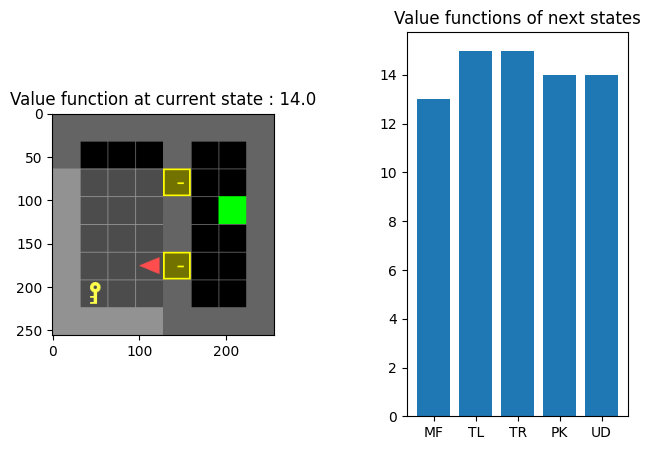 Value function at current state : 14.0
0
50
100
150
200
250
0
100
200
Value functions of next states
14
12
10
8
6
4
2
0
MF
TL
TR
PK
UD